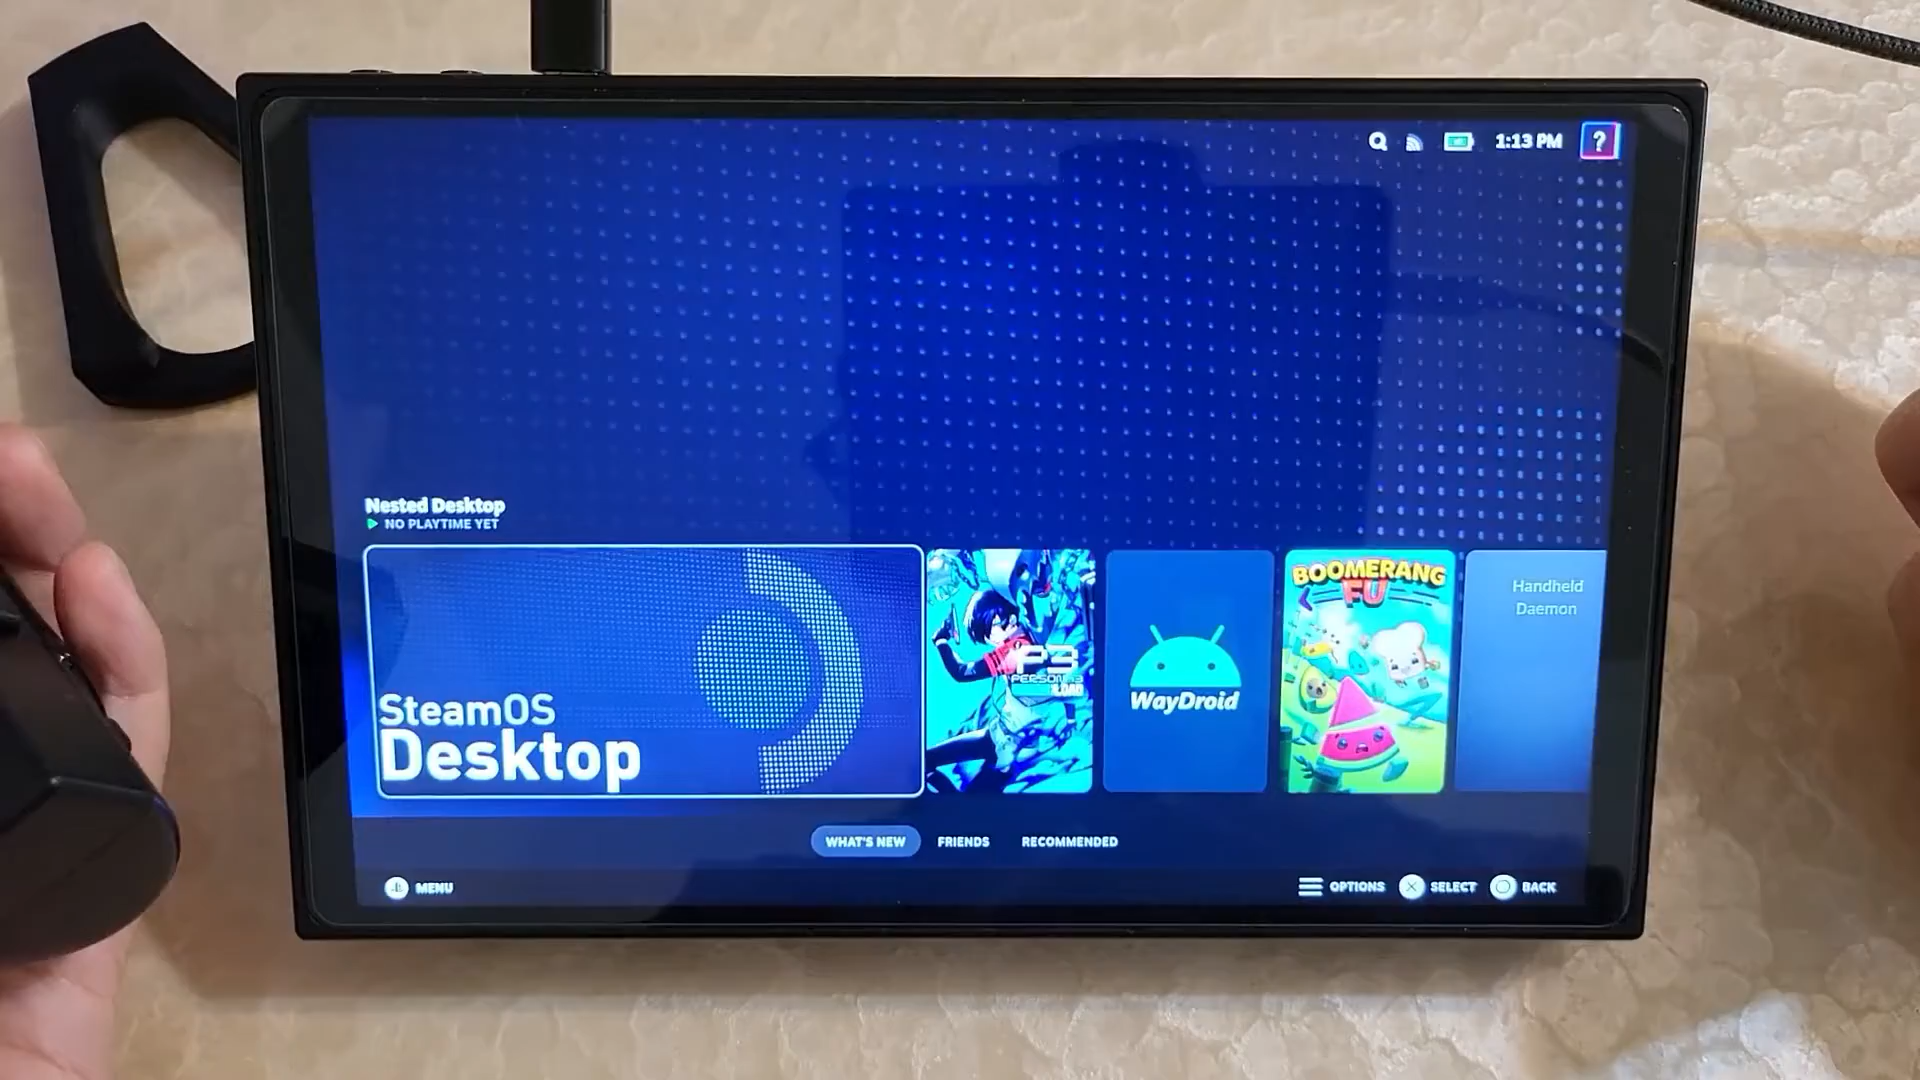 1:13 PM
?
Nested Desktop
NO PLAYTIME YET
SteamOS
Desktop
P3
WayDroid
BOOMERANG
FU
Handheld
Daemon
WHAT'S NEW
FRIENDS
RECOMMENDED
MENU
OPTIONS
SELECT
BACK